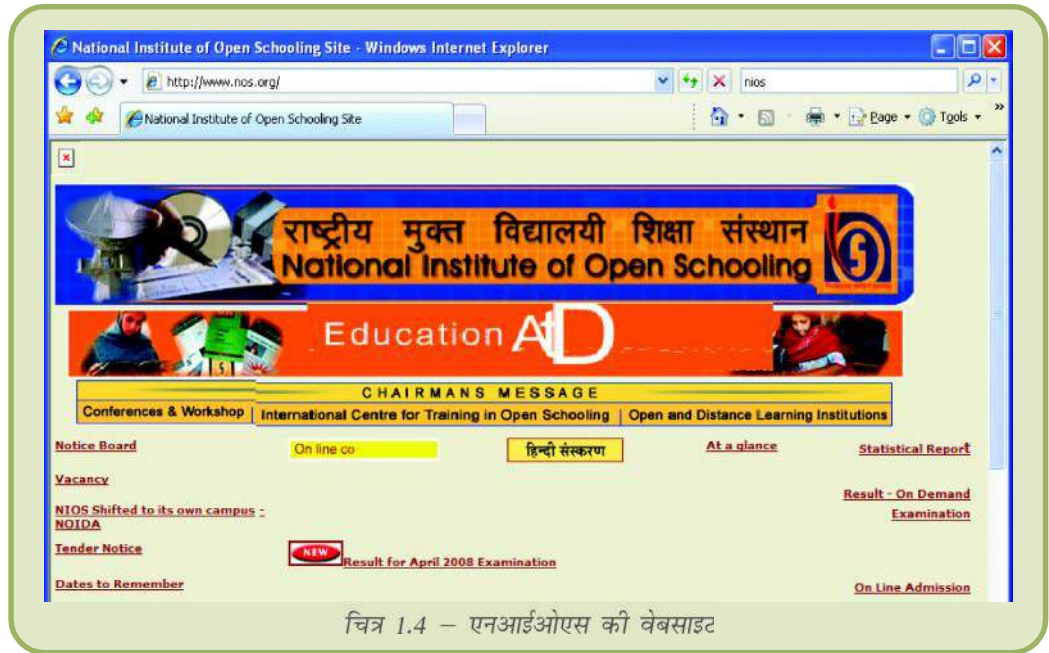 National Institute of Open Schooling Site - Windows Internet Explorer
http://www.nos.org/
nios
National Institute of Open Schooling Site
Page
Tools
राष्ट्रीय मुक्त विद्यालयी शिक्षा संस्थान
National Institute of Open Schooling
Education AtD
CHAIRMANS MESSAGE
Conferences & Workshop | International Centre for Training in Open Schooling | Open and Distance Learning Institutions
Notice Board
On line co
हिन्दी संस्करण
At a glance
Statistical Report
Vacancy
Result - On Demand
Examination
NIOS Shifted to its own campus -
NOIDA
Tender Notice
NEW Result for April 2008 Examination
Dates to Remember
On Line Admission
चित्र 1.4 – एनआईओएस की वेबसाइट